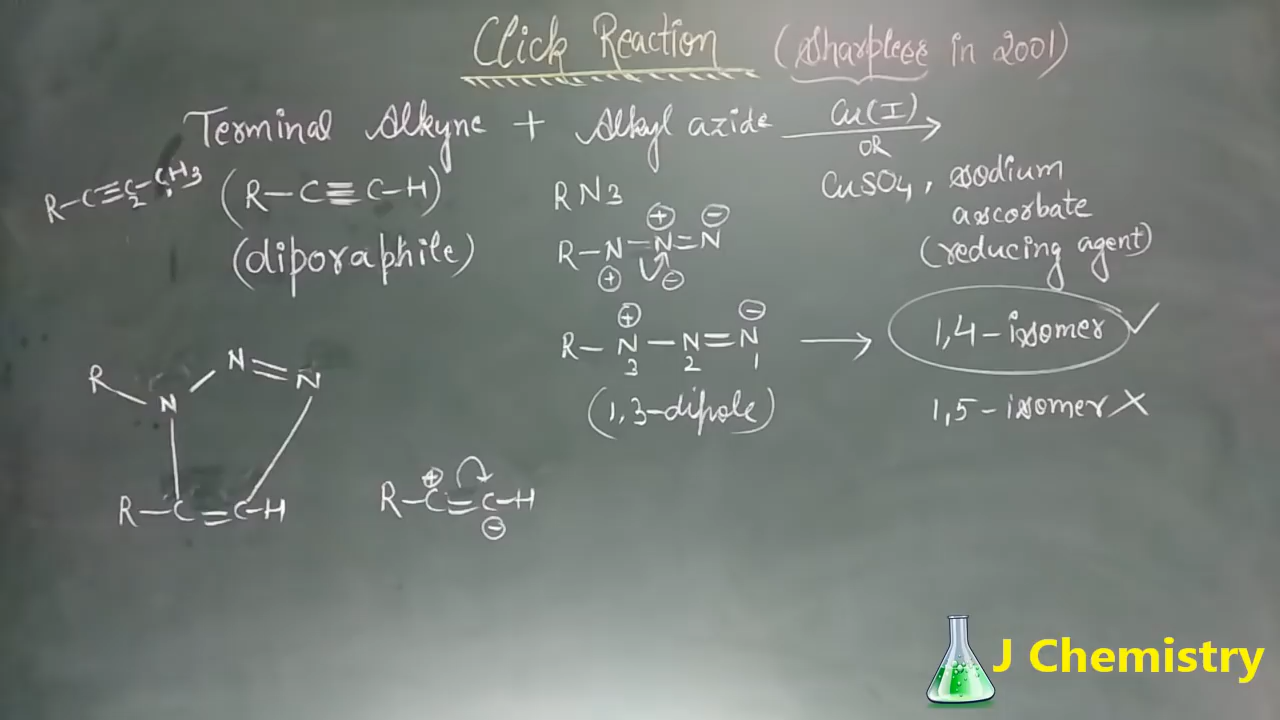 Click Reaction (Sharpless in 2001)
Terminal Alkyne + Alkyl azide Cu(I)
OR
CuSO4, sodium
ascorbate
(reducing agent)
R-C≡C-CH3
2
(R-C≡C-H)
(diporaphile)
RN3
R-N-N=N
⊕ ⊖
⊕ ⊖
R-N-N=N
⊕ ⊖
3 2 1
(1,3-dipole)
→ 1,4-isomer ✓
1,5-isomer ✗
R N N=N
R-C=C-H
R-C=C-H
⊕ ⊖
J Chemistry